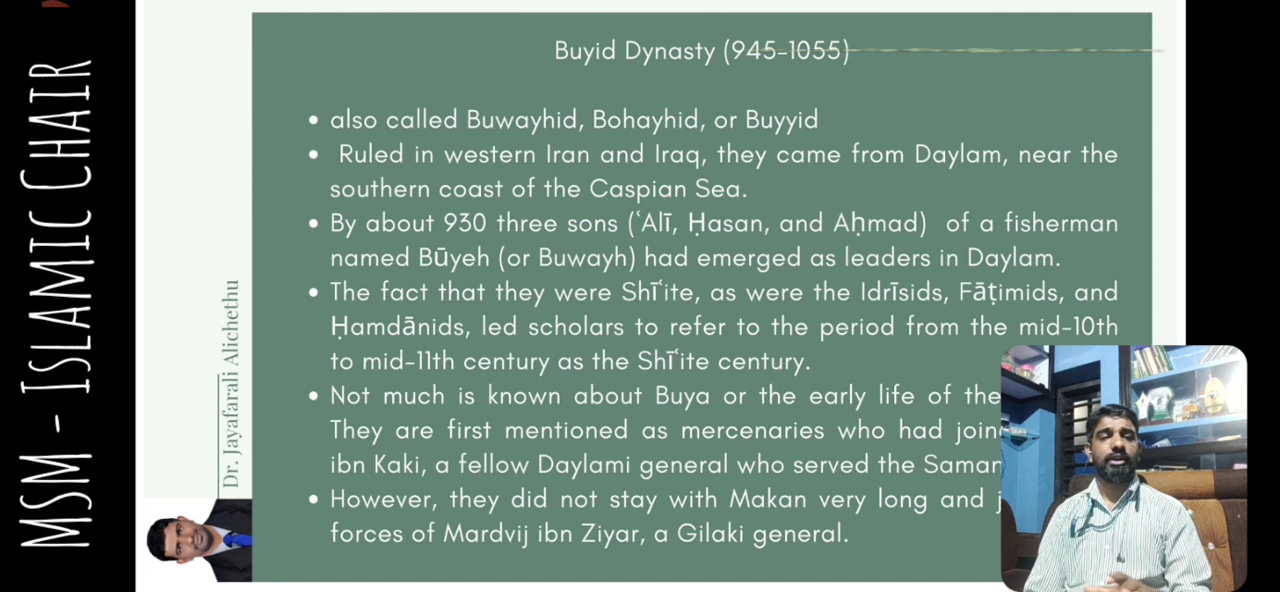 MSM - ISLAMIC CHAIR
Dr. Jayafarali Alichethu
Buyid Dynasty (945-1055)
• also called Buwayhid, Bohayhid, or Buyyid
• Ruled in western Iran and Iraq, they came from Daylam, near the
southern coast of the Caspian Sea.
• By about 930 three sons (ʿAlī, Ḥasan, and Aḥmad) of a fisherman
named Būyeh (or Buwayh) had emerged as leaders in Daylam.
• The fact that they were Shīʿite, as were the Idrīsids, Fāṭimids, and
Ḥamdānids, led scholars to refer to the period from the mid-10th
to mid-11th century as the Shīʿite century.
• Not much is known about Buya or the early life of the
They are first mentioned as mercenaries who had
ibn Kaki, a fellow Daylami general who served the
• However, they did not stay with Makan very long and
forces of Mardvij ibn Ziyar, a Gilaki general.